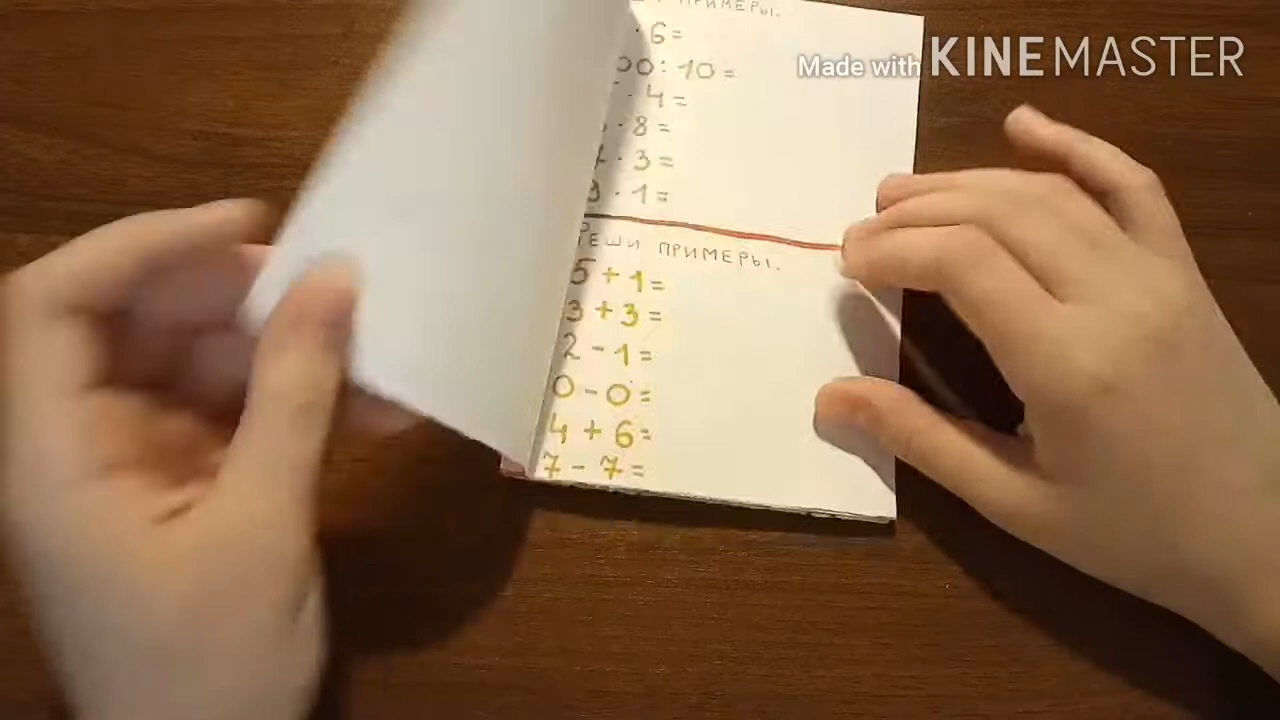 ПРИМЕРЫ.
· 6 =
00 : 10 =
· 4 =
· 8 =
· 3 =
9 · 1 =
РЕШИ ПРИМЕРЫ.
5 + 1 =
3 + 3 =
2 - 1 =
0 - 0 =
4 + 6 =
7 - 7 =
Made with KINEMASTER